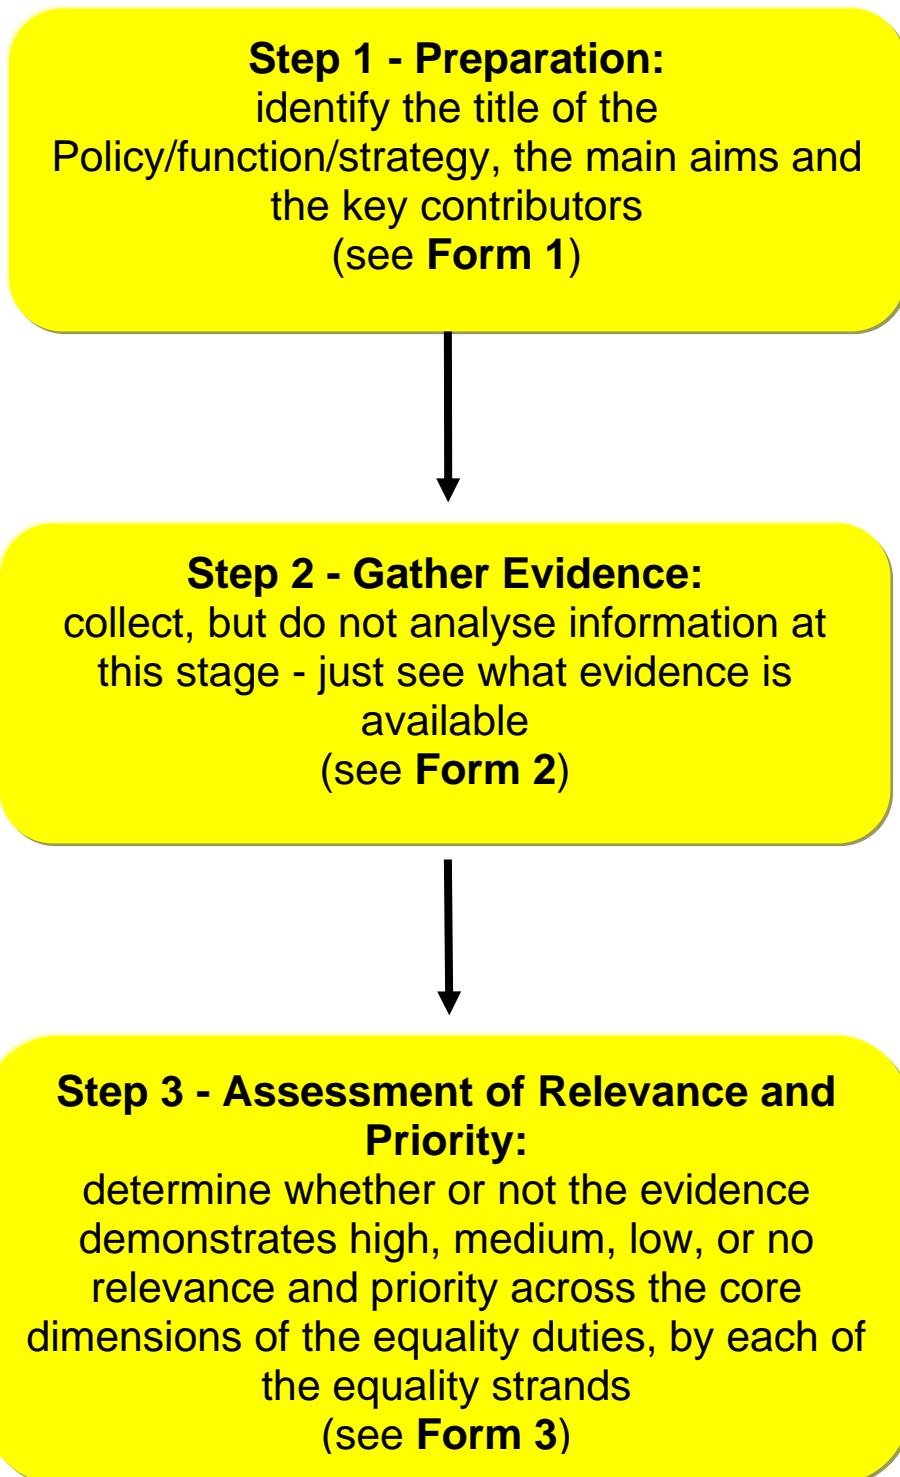 Step 1 - Preparation:
identify the title of the
Policy/function/strategy, the main aims and
the key contributors
(see Form 1)
Step 2 - Gather Evidence:
collect, but do not analyse information at
this stage - just see what evidence is
available
(see Form 2)
Step 3 - Assessment of Relevance and
Priority:
determine whether or not the evidence
demonstrates high, medium, low, or no
relevance and priority across the core
dimensions of the equality duties, by each of
the equality strands
(see Form 3)